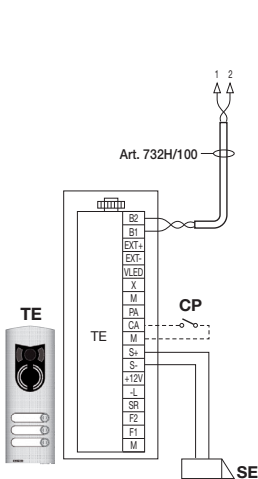 1 2
Art. 732H/100
B2
B1
EXT+
EXT-
VLED
X
M
PA
CA
M
S+
S-
+12V
-L
SR
F2
F1
M
TE
CP
TE
SE